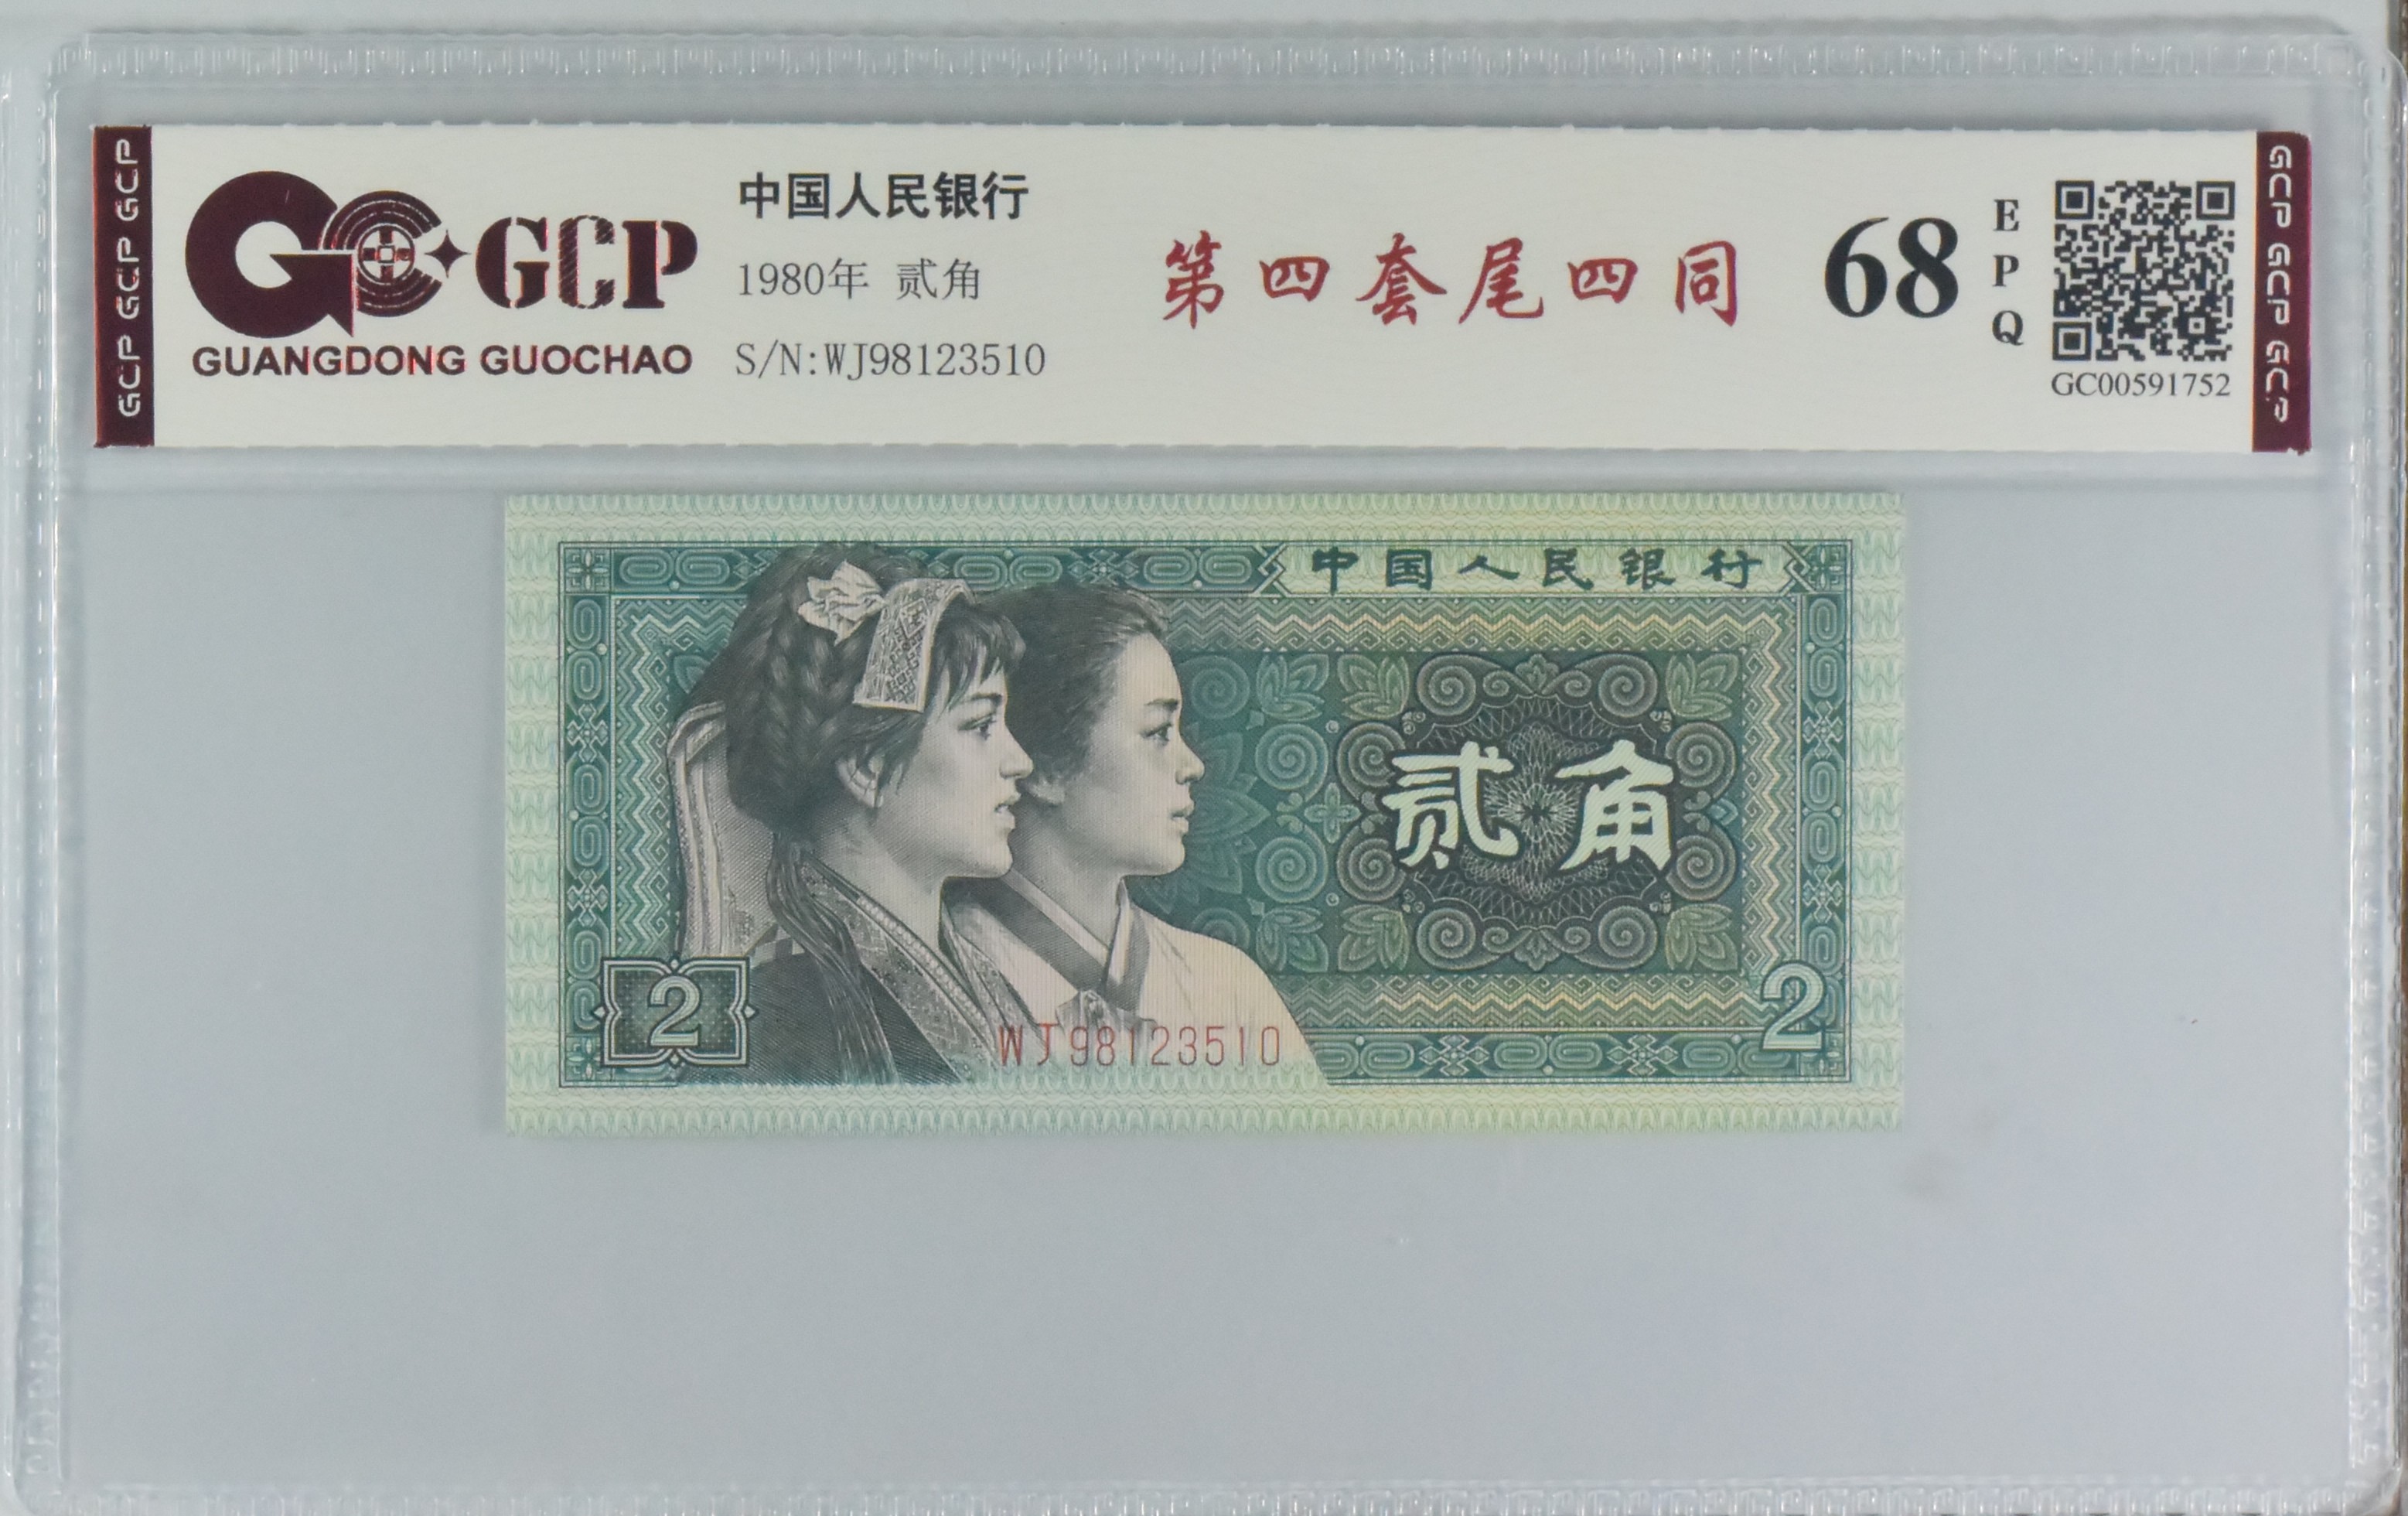 GCP GCP GCP
GCP
GUANGDONG GUOCHAO
中国人民银行
1980年 贰角
S/N:WJ98123510
第四套尾四同
68
EPQ
GC00591752
GCP GCP GCP
中国人民银行
贰角
2
WJ98123510
2